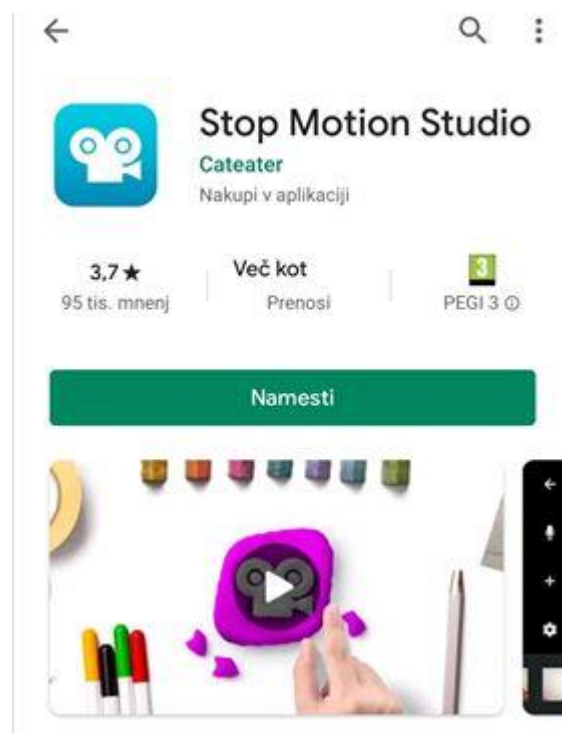 Stop Motion Studio
Cateater
Nakupi v aplikaciji
3,7★
95 tis. mnenj
Več kot
Prenosi
3
PEGI 3 ⓘ
Namesti